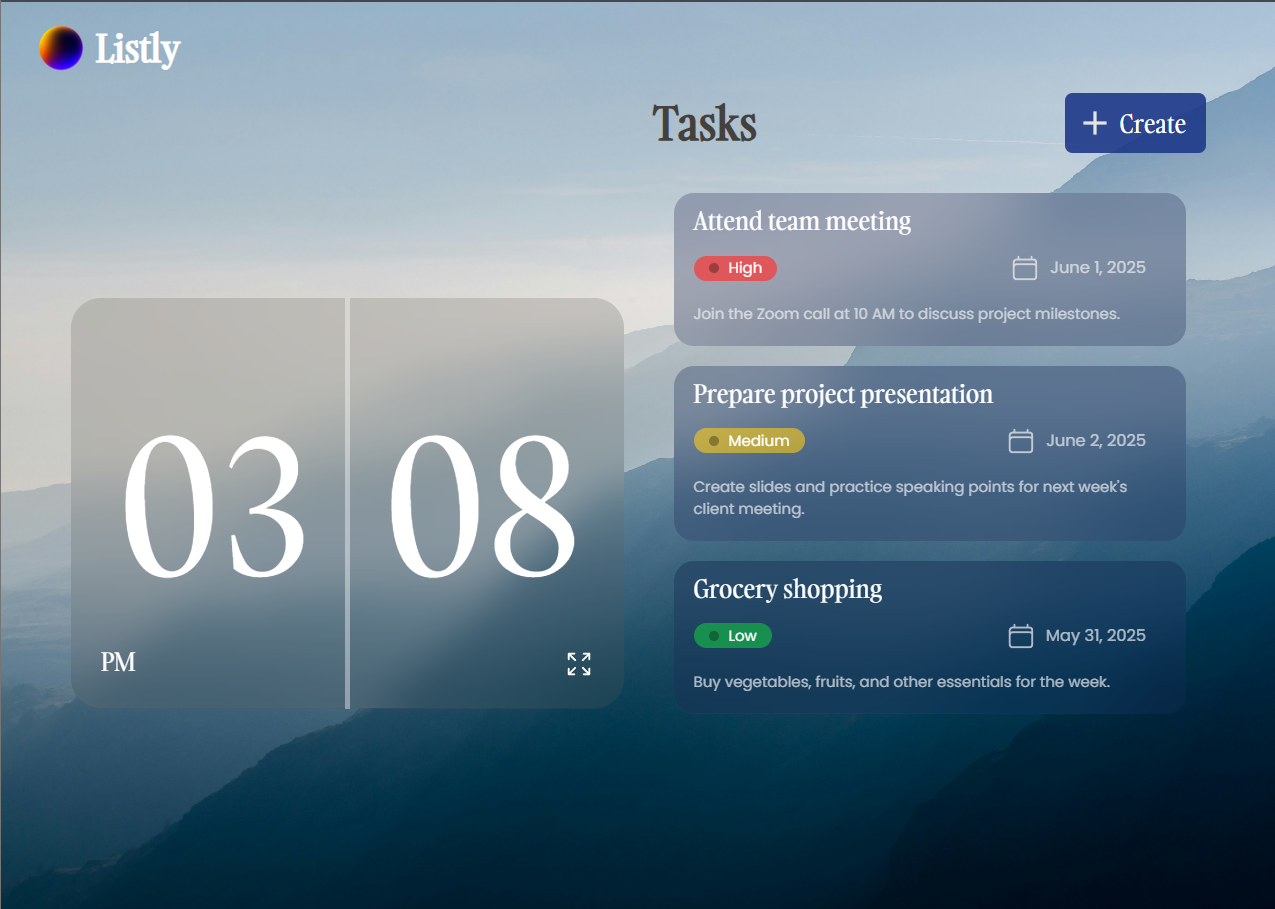 Listly
Tasks
Create
Attend team meeting
High
June 1, 2025
Join the Zoom call at 10 AM to discuss project milestones.
Prepare project presentation
Medium
June 2, 2025
Create slides and practice speaking points for next week's
client meeting.
Grocery shopping
Low
May 31, 2025
Buy vegetables, fruits, and other essentials for the week.
03
08
PM